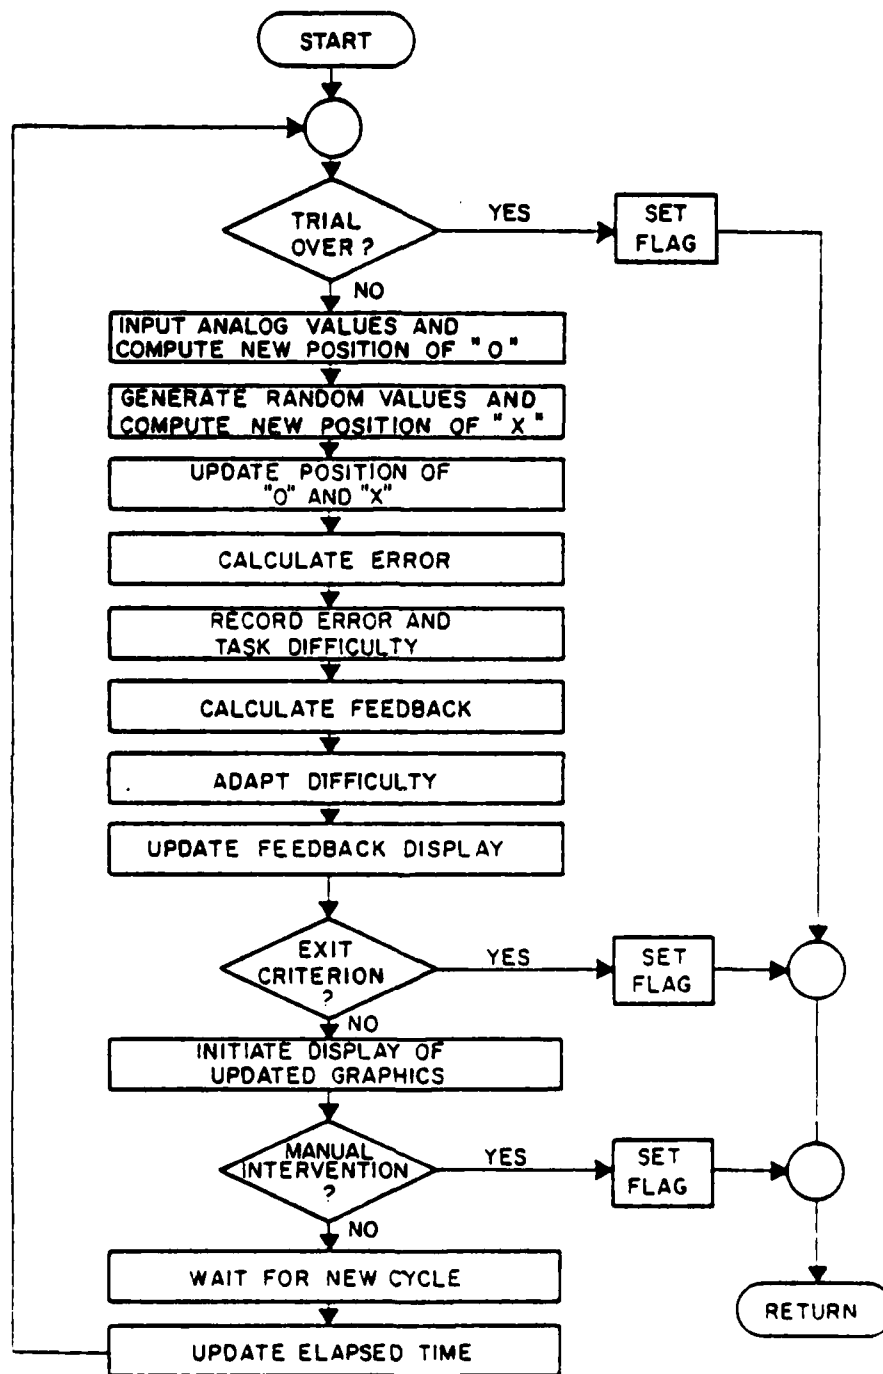 START
TRIAL
OVER ?
YES
SET
FLAG
NO
INPUT ANALOG VALUES AND
COMPUTE NEW POSITION OF "O"
GENERATE RANDOM VALUES AND
COMPUTE NEW POSITION OF "X"
UPDATE POSITION OF
"O" AND "X"
CALCULATE ERROR
RECORD ERROR AND
TASK DIFFICULTY
CALCULATE FEEDBACK
ADAPT DIFFICULTY
UPDATE FEEDBACK DISPLAY
EXIT
CRITERION
?
YES
SET
FLAG
NO
INITIATE DISPLAY OF
UPDATED GRAPHICS
MANUAL
INTERVENTION
?
YES
SET
FLAG
NO
WAIT FOR NEW CYCLE
RETURN
UPDATE ELAPSED TIME